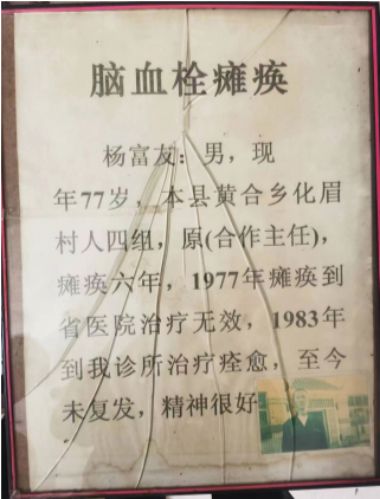 脑血栓瘫痪
杨富友：男，现
年77岁，本县黄合乡化眉
村人四组，原(合作主任)，
瘫痪六年，1977年瘫痪到
省医院治疗无效，1983年
到我诊所治疗痊愈，至今
未复发，精神很好